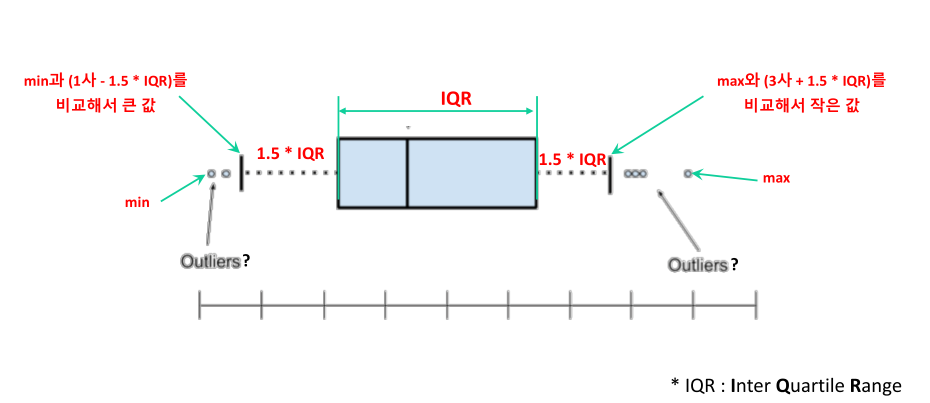 min과 (1사 - 1.5 * IQR)를
비교해서 큰 값
max와 (3사 + 1.5 * IQR)를
비교해서 작은 값
IQR
1.5 * IQR
1.5 * IQR
min
max
Outliers?
Outliers?
* IQR : Inter Quartile Range